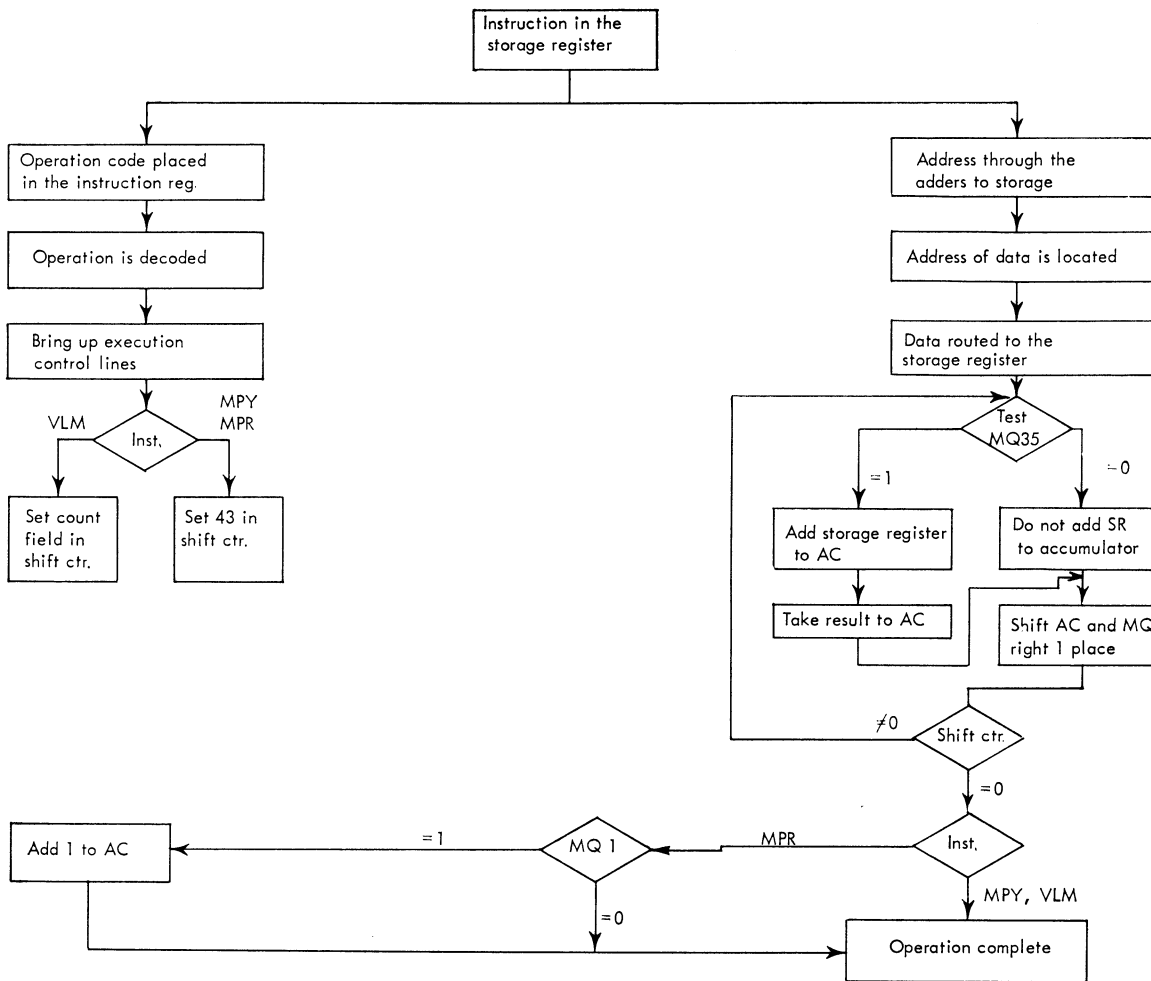 Instruction in the
storage register
Operation code placed
in the instruction reg.
Address through the
adders to storage
Operation is decoded
Address of data is located
Bring up execution
control lines
Data routed to the
storage register
VLM
MPY
MPR
Inst.
Test
MQ35
=1
=0
Set count
field in
shift ctr.
Set 43 in
shift ctr.
Add storage register
to AC
Do not add SR
to accumulator
Take result to AC
Shift AC and MQ
right 1 place
≠0
Shift ctr.
=0
Add 1 to AC
=1
MQ 1
MPR
Inst.
=0
MPY, VLM
Operation complete